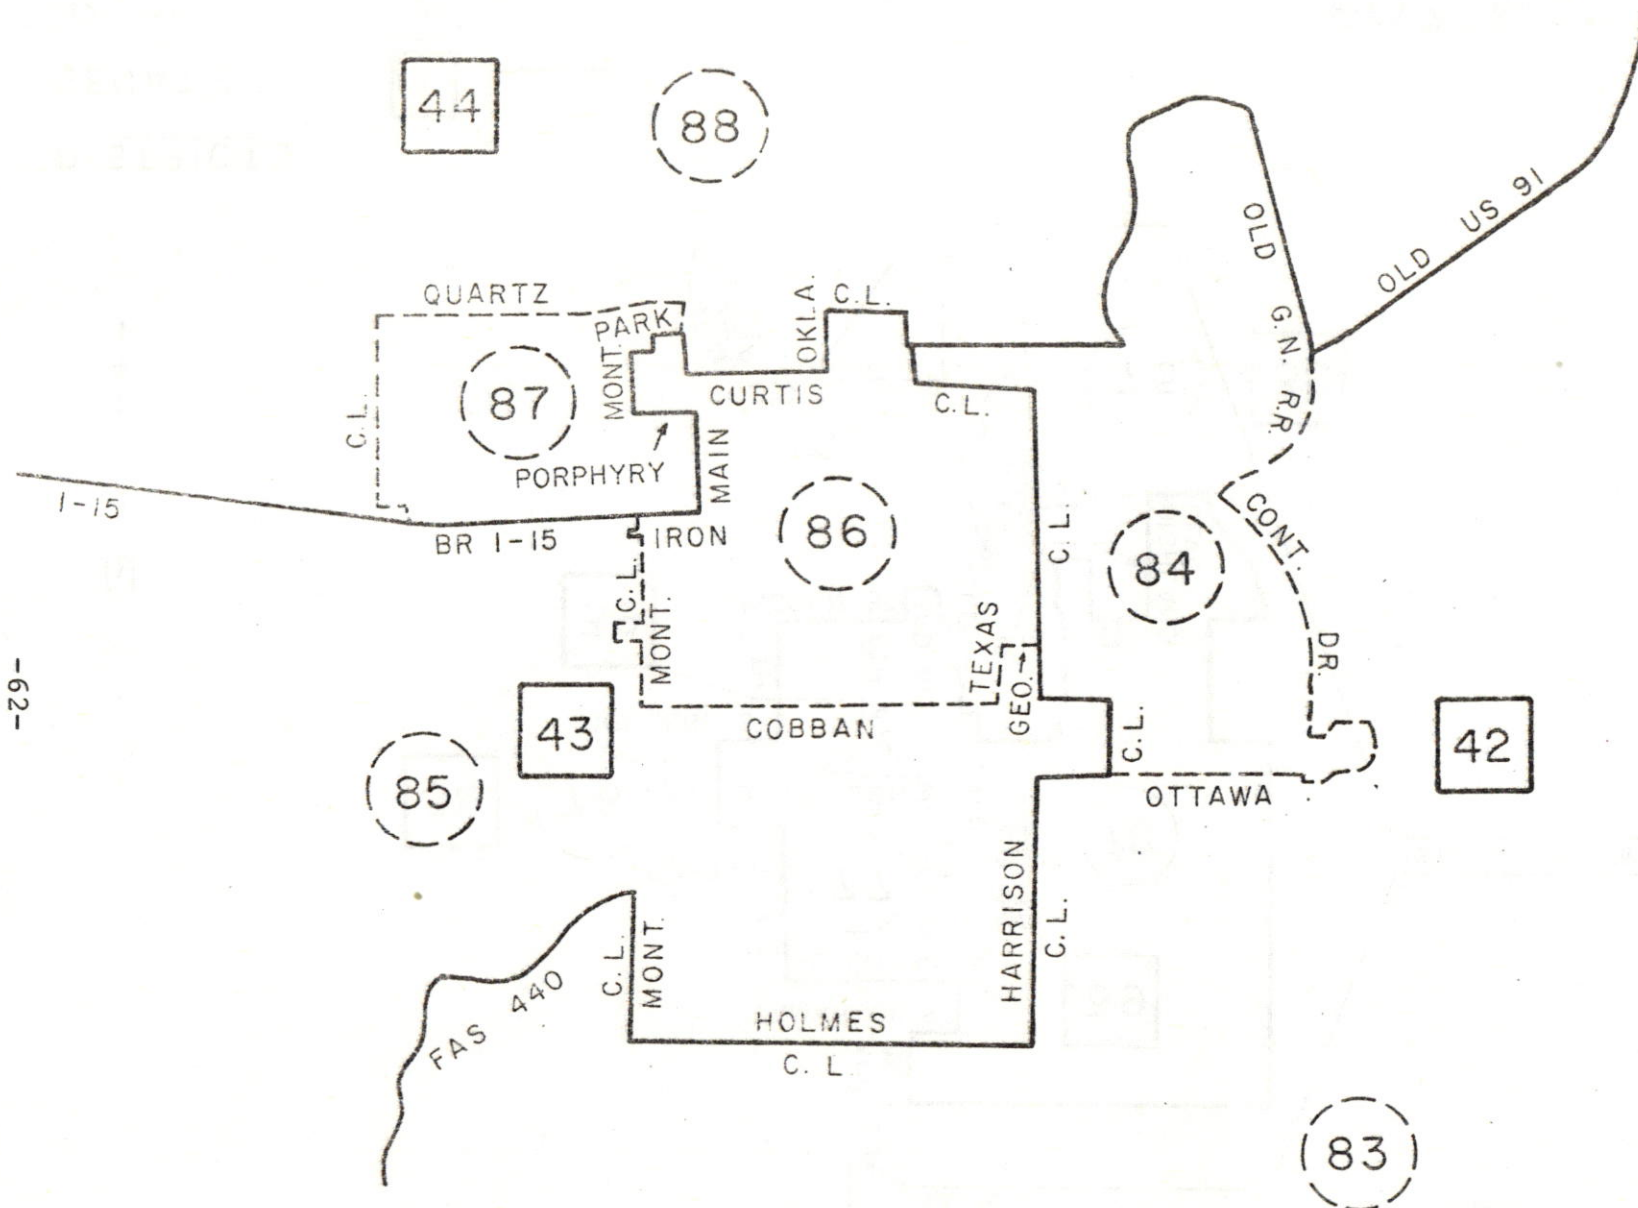 44
88
OLD
OLD US 91
QUARTZ
PARK
MONT.
OKLA.
C.L.
G.N. R.R.
87
C.L.
CURTIS
C.L.
PORPHYRY
MAIN
I-15
BR I-15
IRON
86
C.L.
CONT. DR.
84
C.L.
MONT.
TEXAS
GEO.
-62-
43
COBBAN
C.L.
42
85
OTTAWA
HARRISON
C.L.
C.L.
MONT.
FAS 440
HOLMES
C. L.
83